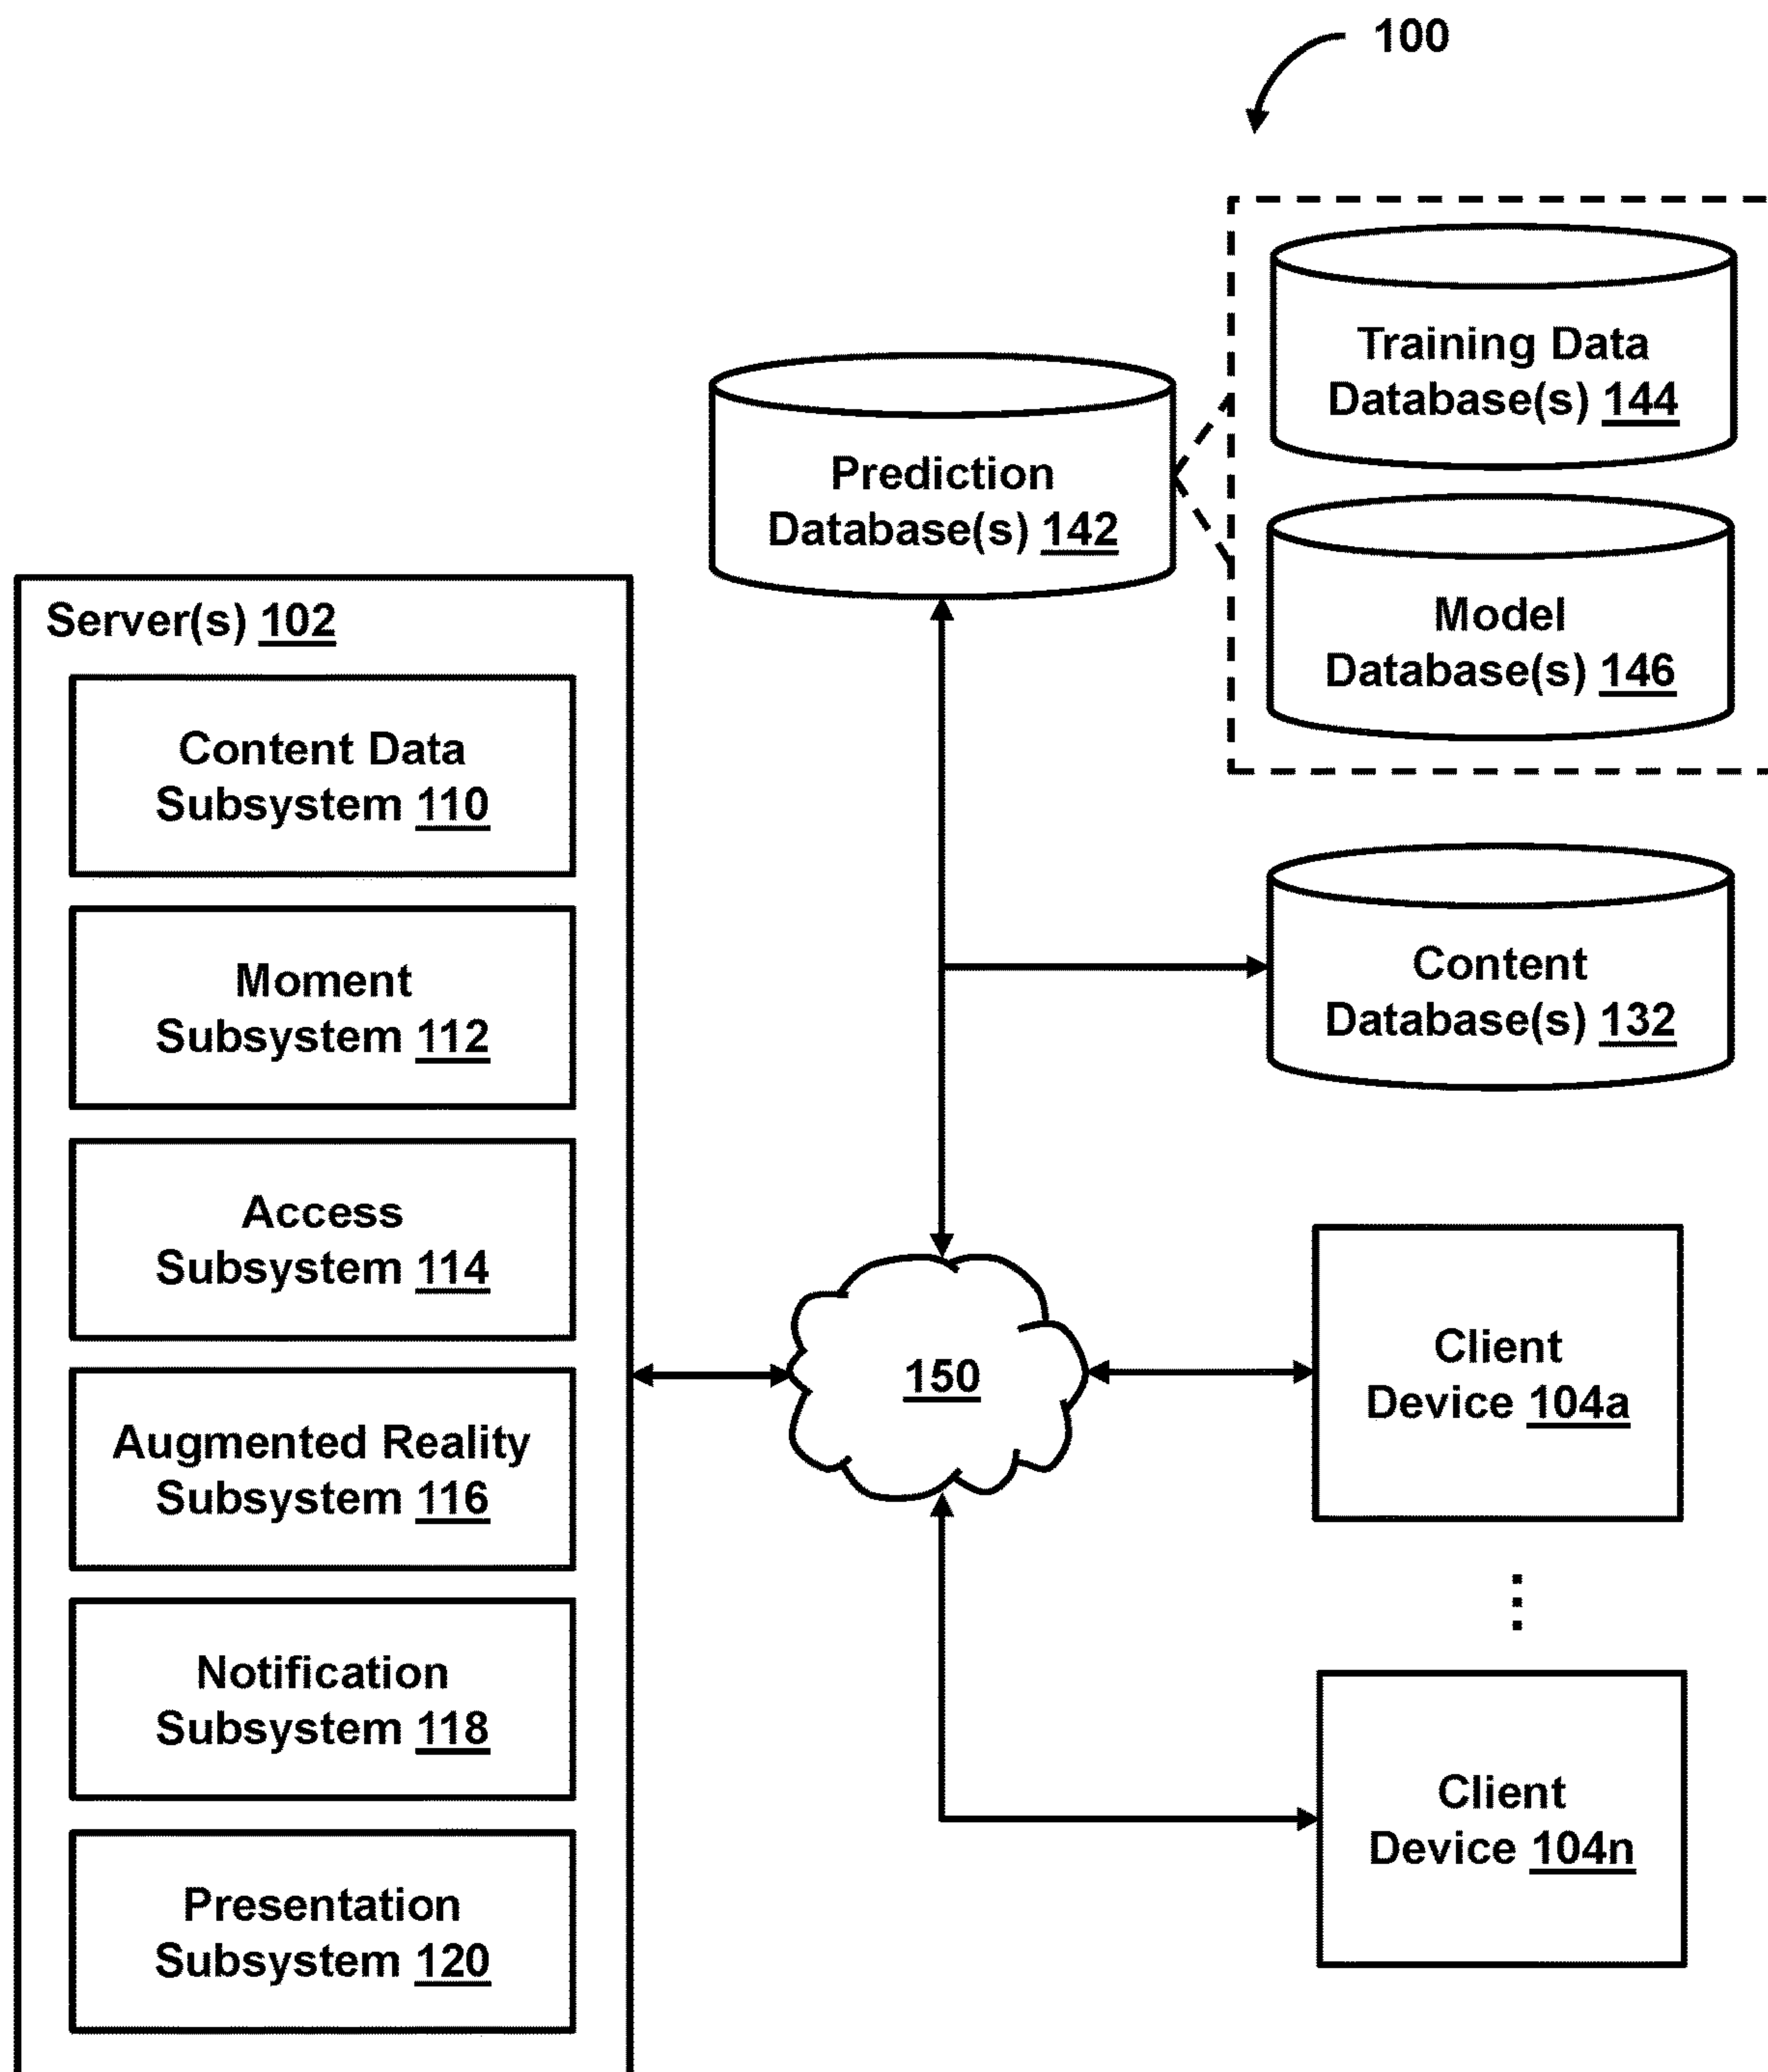 100
Training Data
Database(s) 144
Prediction
Database(s) 142
Model
Database(s) 146
Server(s) 102
Content Data
Subsystem 110
Moment
Subsystem 112
Content
Database(s) 132
Access
Subsystem 114
150
Client
Device 104a
Augmented Reality
Subsystem 116
Notification
Subsystem 118
Client
Device 104n
Presentation
Subsystem 120